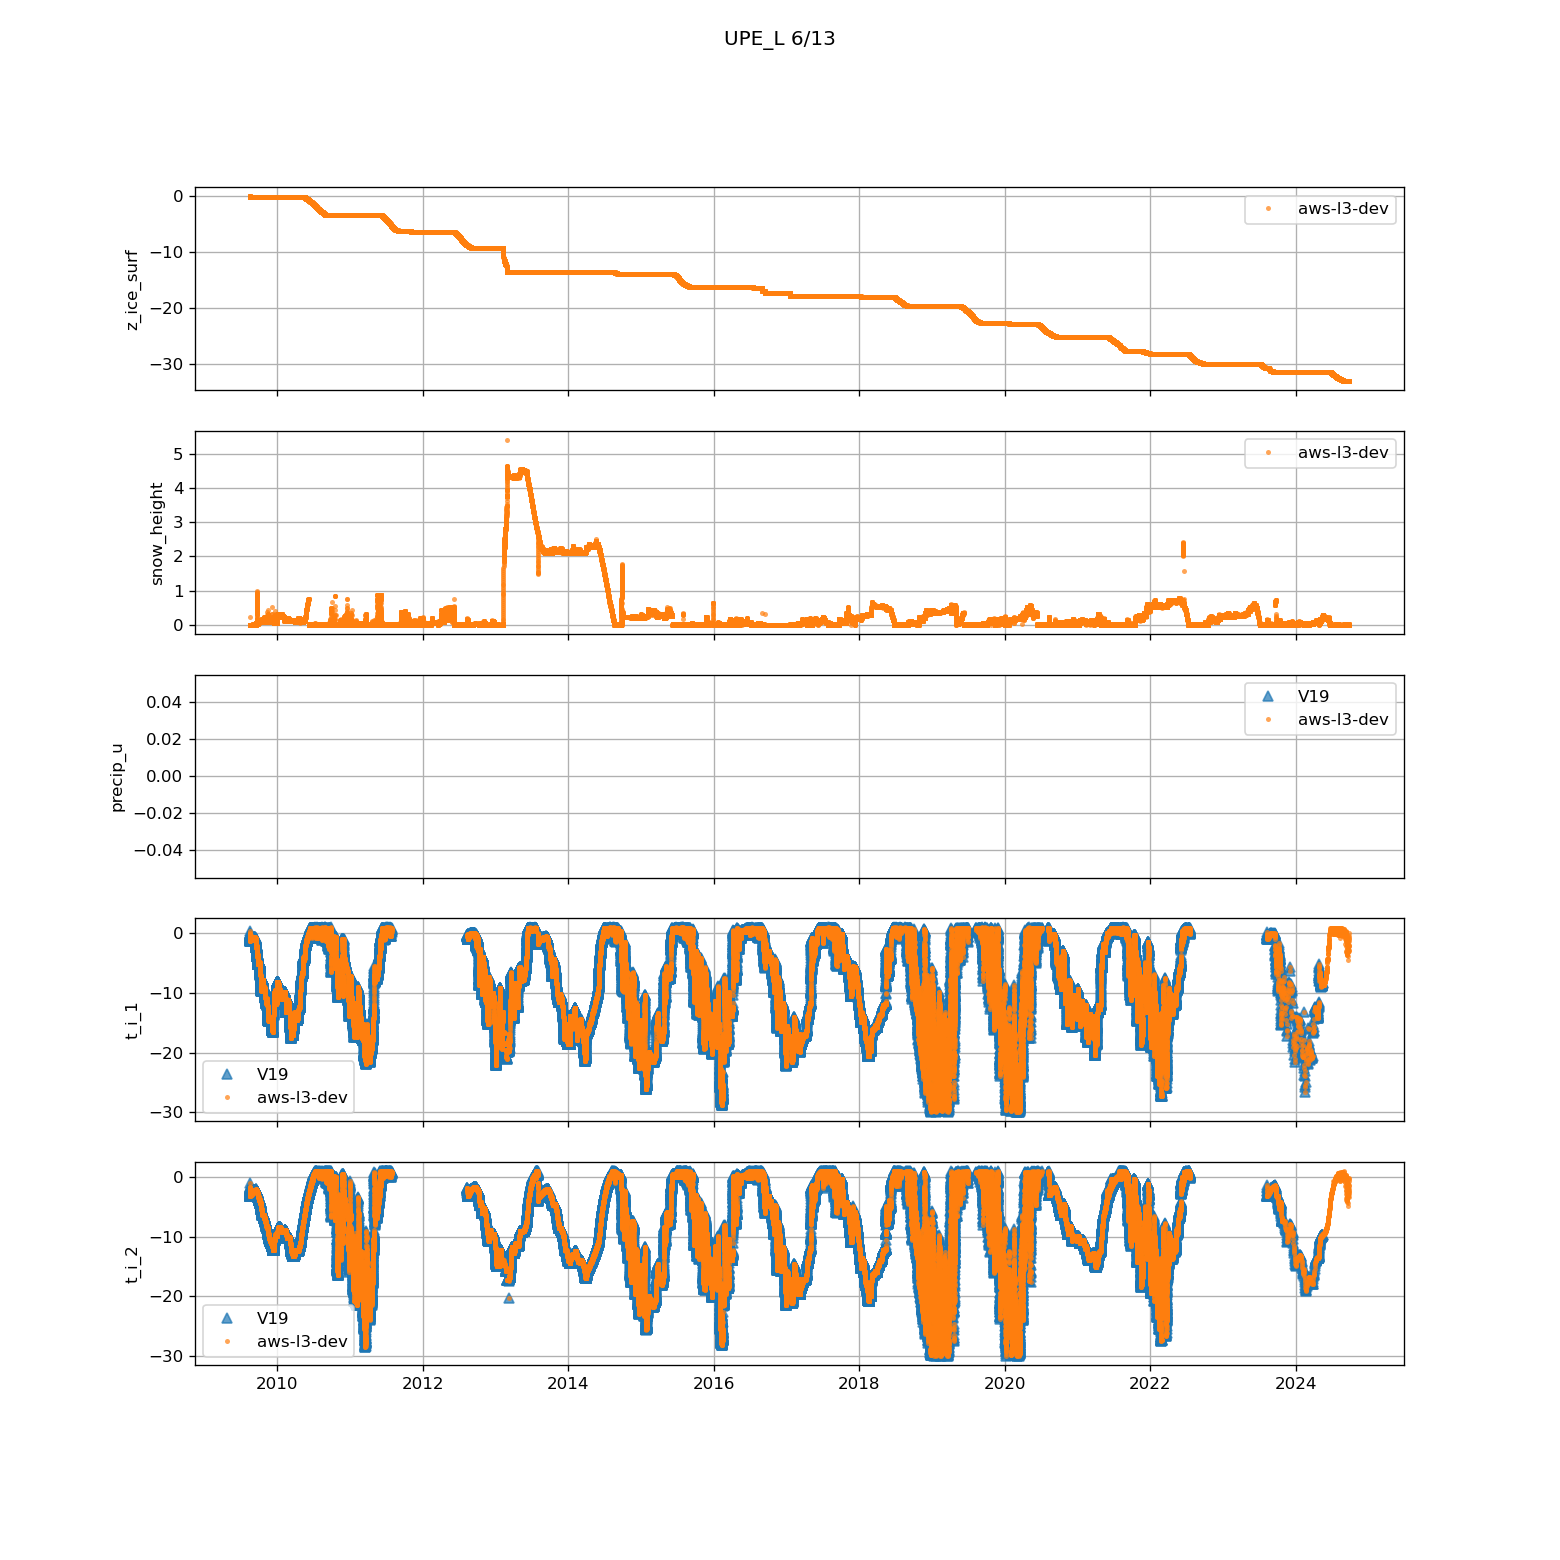 UPE_L 6/13
0
−10
−20
−30
z_ice_surf
aws-l3-dev
5
4
3
2
1
0
snow_height
aws-l3-dev
0.04
0.02
0.00
−0.02
−0.04
precip_u
V19
aws-l3-dev
0
−10
−20
−30
t_i_1
V19
aws-l3-dev
0
−10
−20
−30
t_i_2
V19
aws-l3-dev
2010 2012 2014 2016 2018 2020 2022 2024